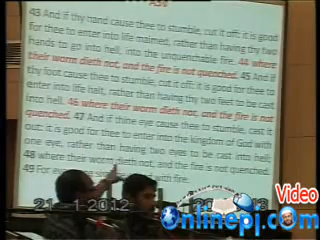 43 And if thy hand cause thee to stumble, cut it off: it is good
for thee to enter into life maimed, rather than having thy two
hands to go into hell, into the unquenchable fire. 44 where
their worm dieth not, and the fire is not quenched. 45 And if
thy foot cause thee to stumble, cut it off: it is good for thee to
enter into life halt, rather than having thy two feet to be cast
into hell. 46 where their worm dieth not, and the fire is not
quenched. 47 And if thine eye cause thee to stumble, cast it
out: it is good for thee to enter into the kingdom of God with
one eye, rather than having two eyes to be cast into hell;
48 where their worm dieth not, and the fire is not quenched.
49 For with fire.
21-1-2012
Video
Onlinepj.com